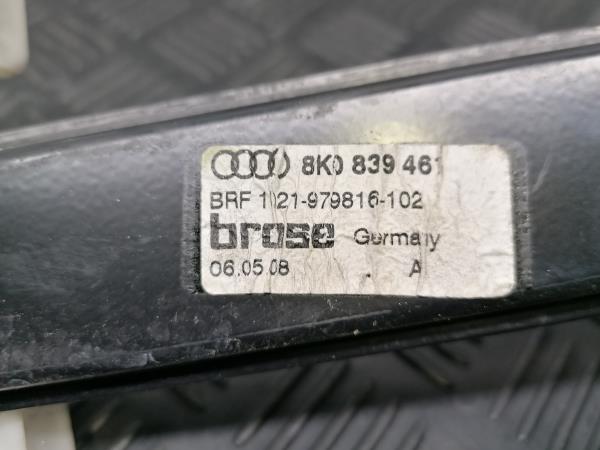 8K0 839 461
BRF 1021-979816-102
brose Germany
06.05.08 A